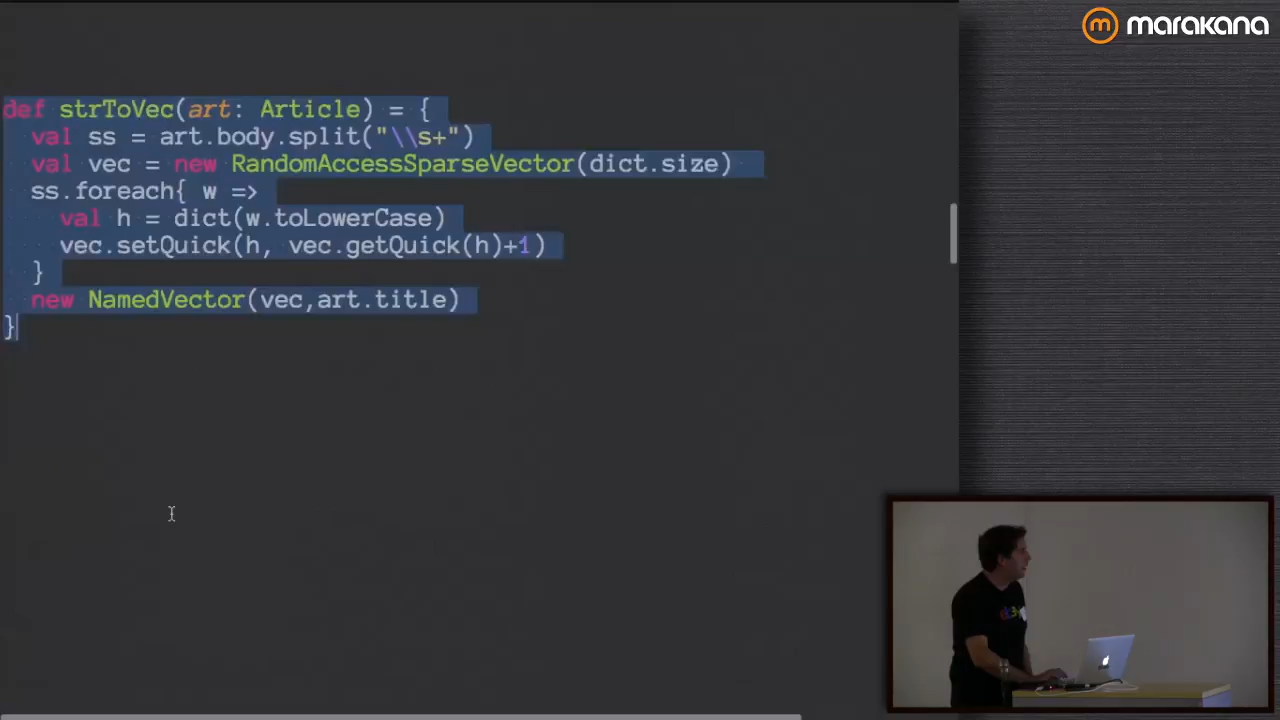 marakana
def strToVec(art: Article) = {
val ss = art.body.split("\\s+")
val vec = new RandomAccessSparseVector(dict.size)
ss.foreach{ w =>
val h = dict(w.toLowerCase)
vec.setQuick(h, vec.getQuick(h)+1)
}
new NamedVector(vec,art.title)
}